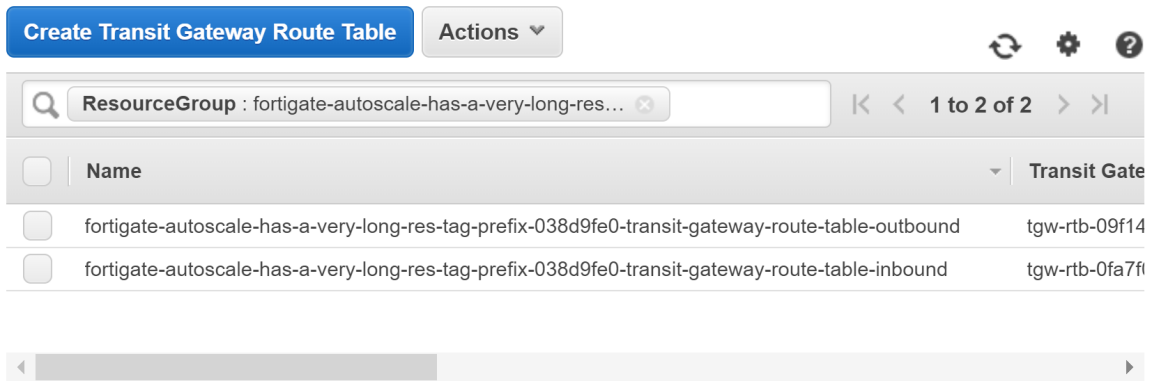 Create Transit Gateway Route Table Actions
ResourceGroup : fortigate-autoscale-has-a-very-long-res… 1 to 2 of 2
Name Transit Gate
fortigate-autoscale-has-a-very-long-res-tag-prefix-038d9fe0-transit-gateway-route-table-outbound tgw-rtb-09f14
fortigate-autoscale-has-a-very-long-res-tag-prefix-038d9fe0-transit-gateway-route-table-inbound tgw-rtb-0fa7f